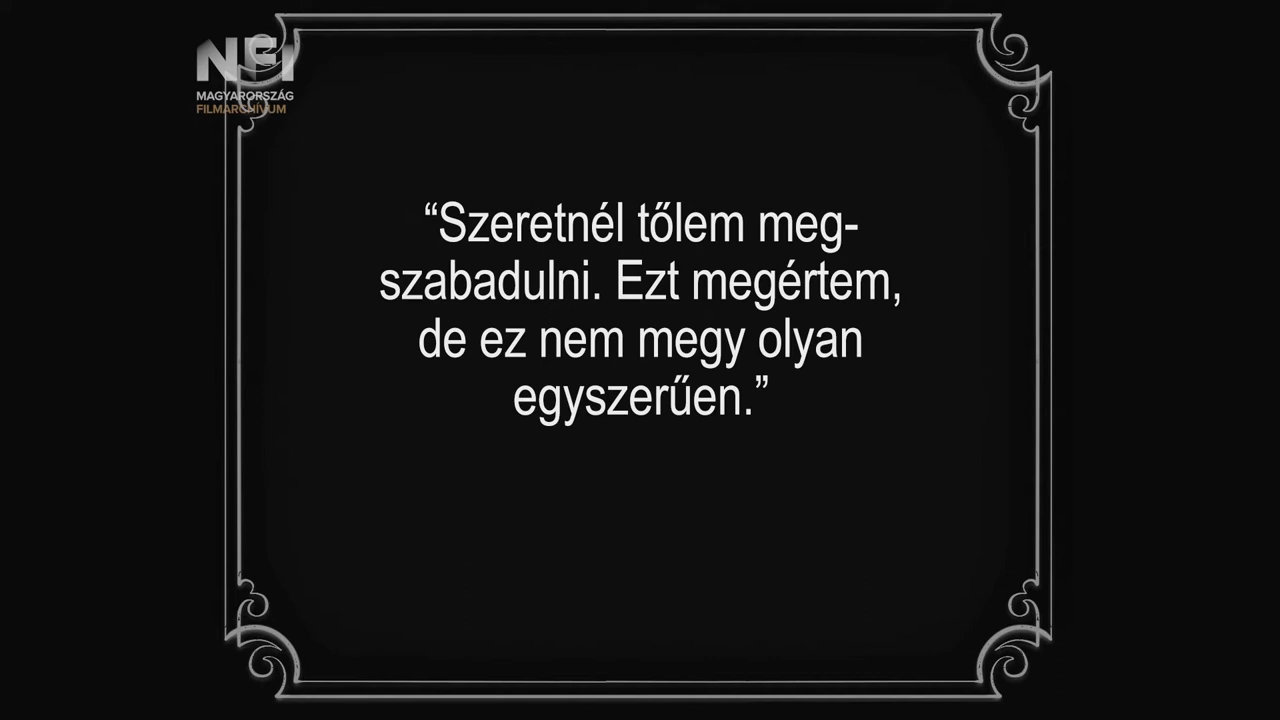 NFI
MAGYARORSZÁG
FILMARCHÍVUM
“Szeretnél tőlem meg-
szabadulni. Ezt megértem,
de ez nem megy olyan
egyszerűen.”